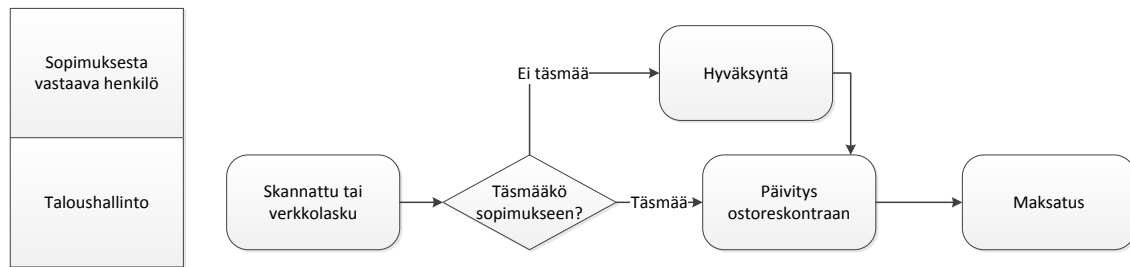 Sopimuksesta
vastaava henkilö
Ei täsmää
Hyväksyntä
Taloushallinto
Skannattu tai
verkkolasku
Täsmääkö
sopimukseen?
Täsmää
Päivitys
ostoreskontraan
Maksatus